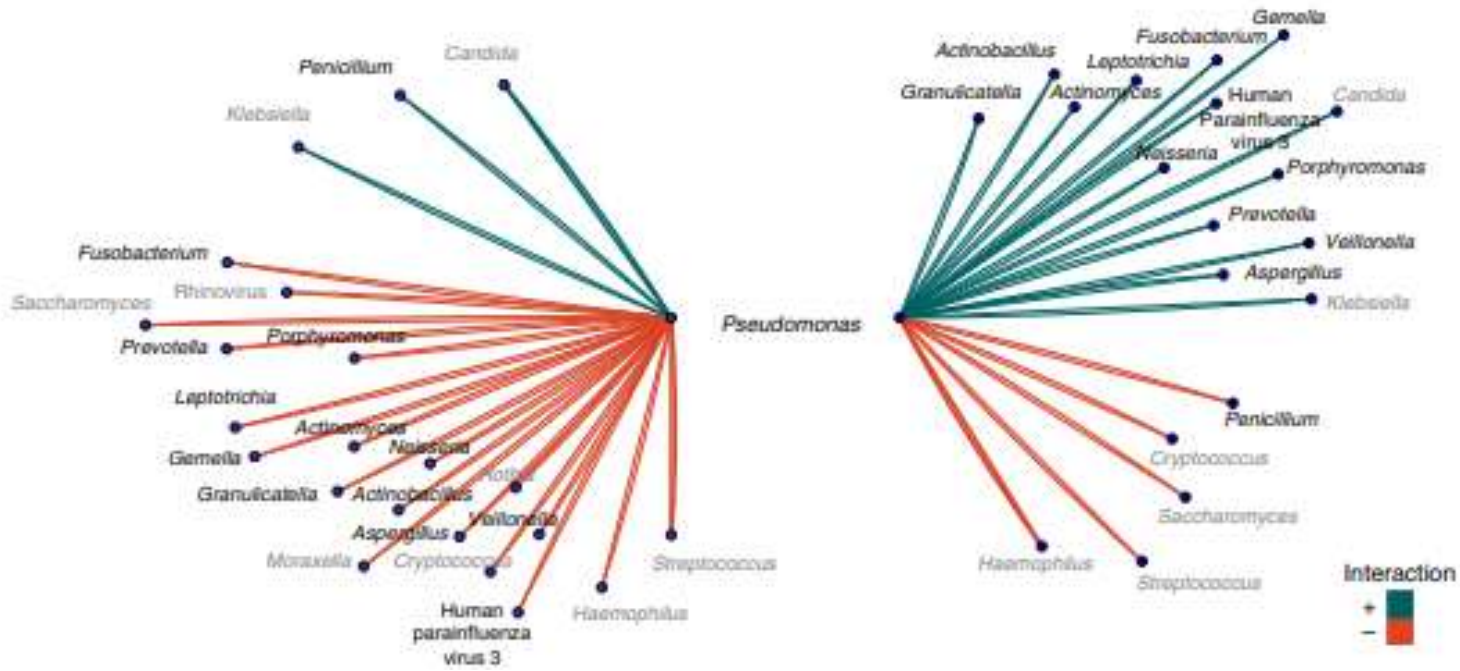 Candida
Penicillium
Klebsiella
Fusobacterium
Rhinovirus
Saccharomyces
Porphyromonas
Prevotella
Leptotrichia
Actinomyces
Neisseria
Gemella
Granulicatella
Actinobacillus
Aspergillus
Veillonella
Moraxella
Cryptococcus
Streptococcus
Human
parainfluenza
virus 3
Haemophilus
Pseudomonas
Gemella
Fusobacterium
Actinobacillus
Leptotrichia
Granulicatella
Actinomyces
Human
Parainfluenza
virus 3
Candida
Neisseria
Porphyromonas
Prevotella
Veillonella
Aspergillus
Klebsiella
Penicillium
Cryptococcus
Saccharomyces
Haemophilus
Streptococcus
Interaction
+
−